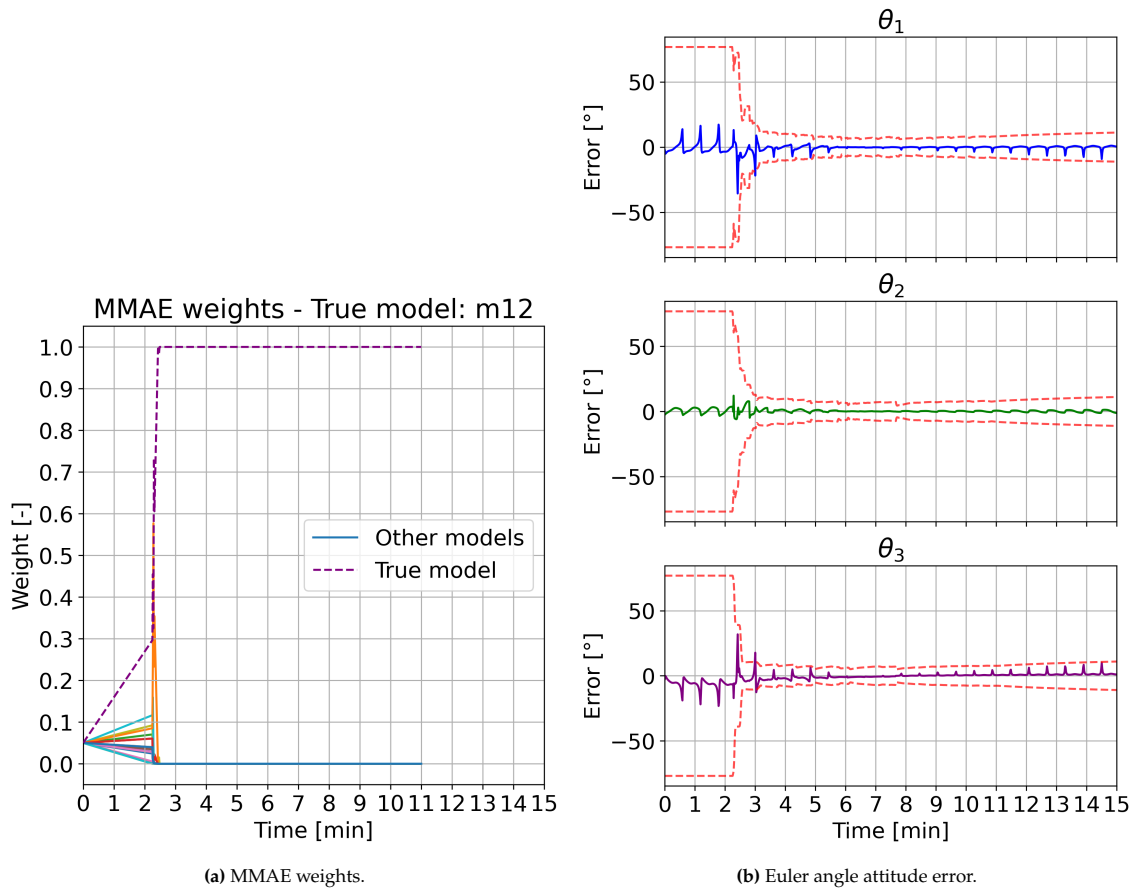 MMAE weights - True model: m12
1.0
0.9
0.8
0.7
0.6
0.5
0.4
0.3
0.2
0.1
0.0
Weight [-]
Other models
True model
0 1 2 3 4 5 6 7 8 9 10 11 12 13 14 15
Time [min]
(a) MMAE weights.
θ1
50
0
−50
Error [°]
θ2
50
0
−50
Error [°]
θ3
50
0
−50
Error [°]
0 1 2 3 4 5 6 7 8 9 10 11 12 13 14 15
Time [min]
(b) Euler angle attitude error.